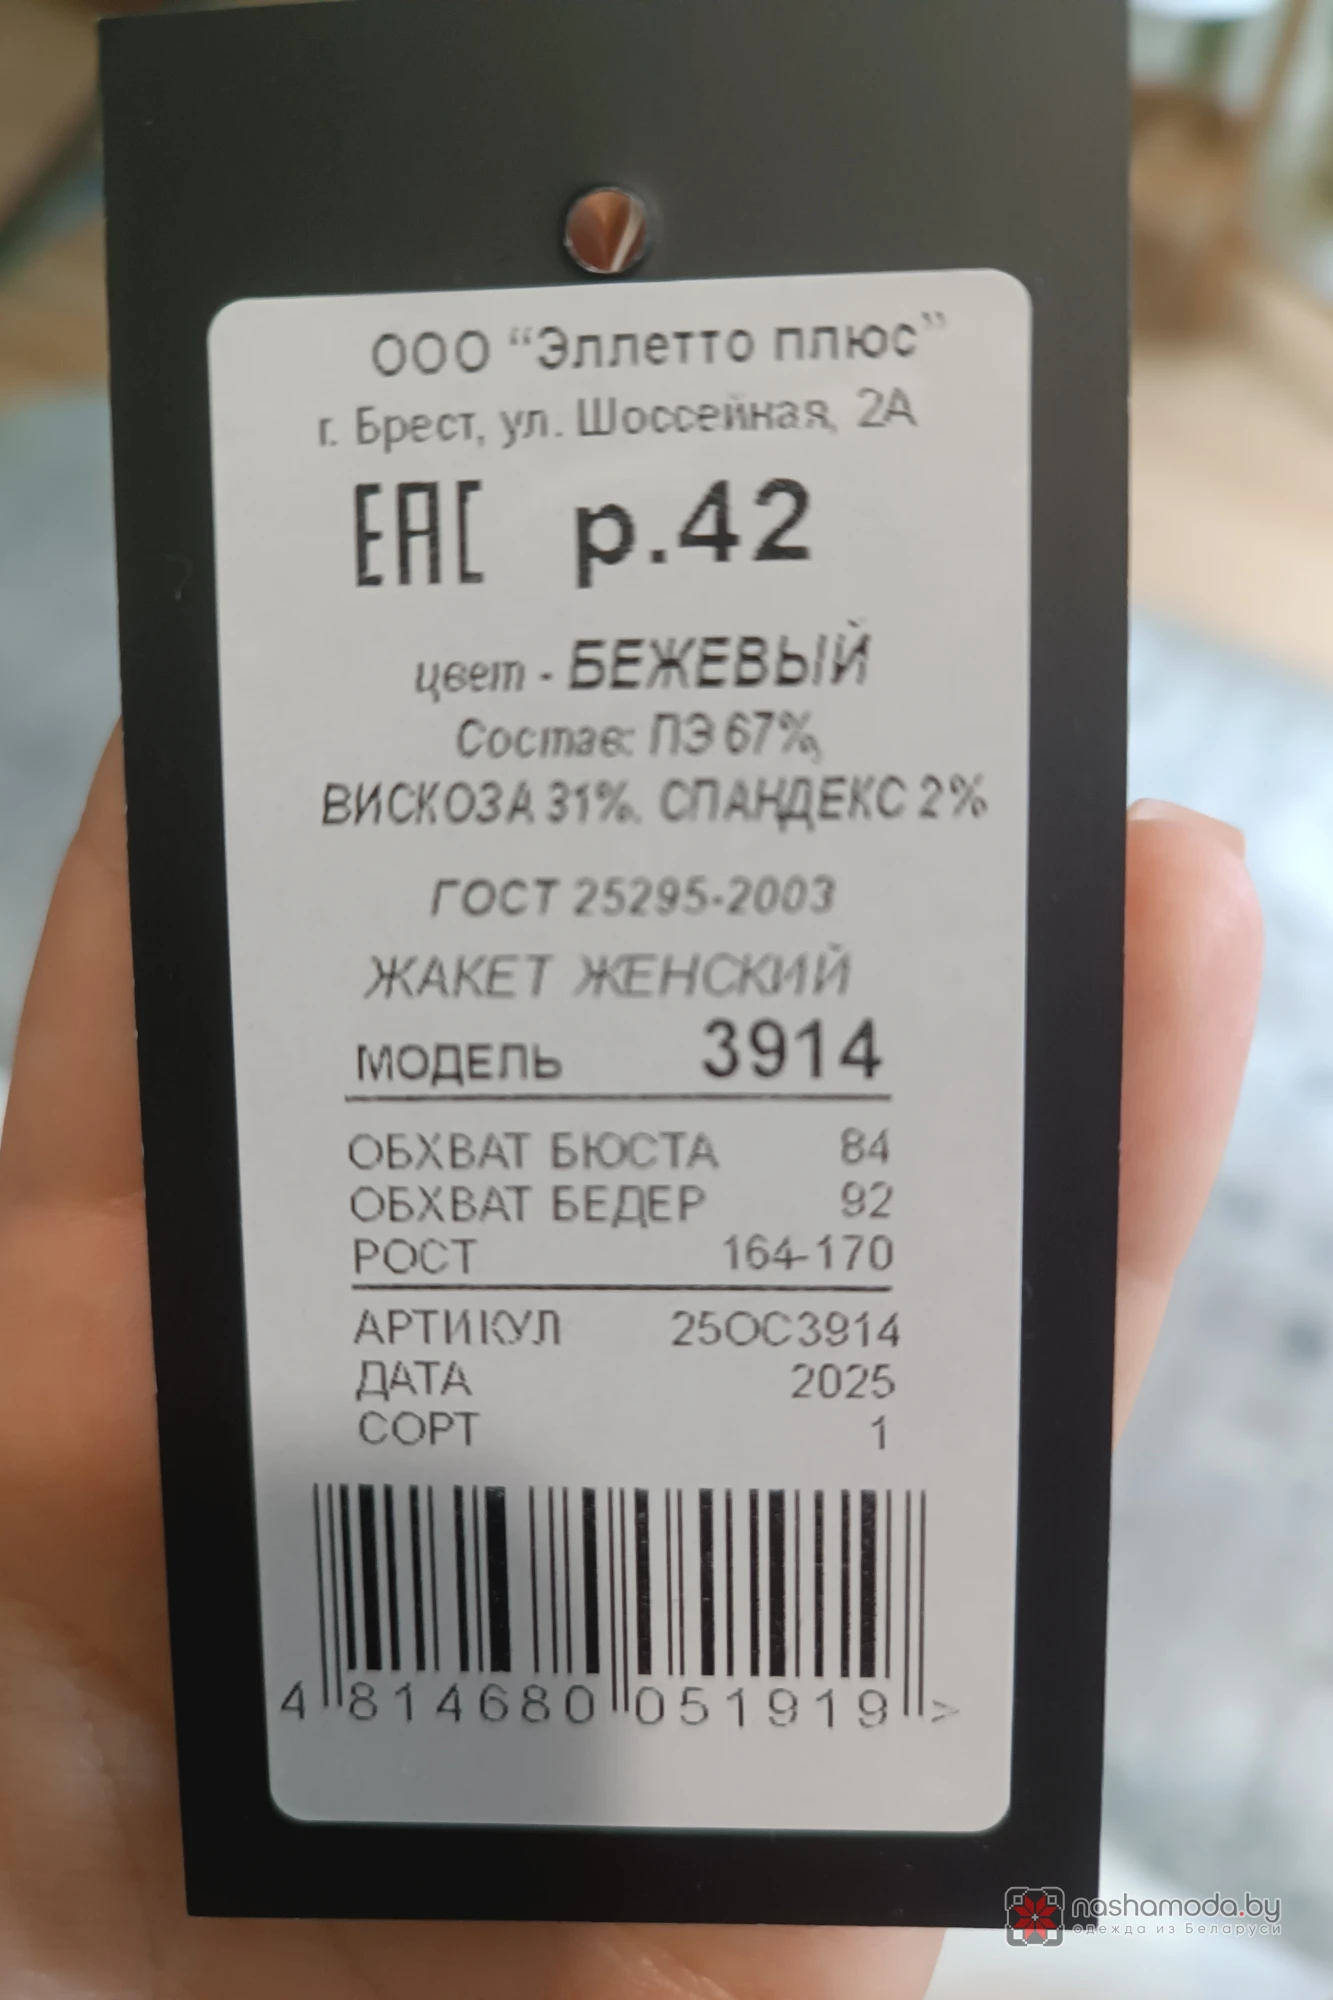 ООО “Эллетто плюс”
г. Брест, ул. Шоссейная, 2А
ЕАС р.42
цвет - БЕЖЕВЫЙ
Состав: ПЭ 67%,
ВИСКОЗА 31%. СПАНДЕКС 2%
ГОСТ 25295-2003
ЖАКЕТ ЖЕНСКИЙ
МОДЕЛЬ 3914
ОБХВАТ БЮСТА 84
ОБХВАТ БЕДЕР 92
РОСТ 164-170
АРТИКУЛ 25ОС3914
ДАТА 2025
СОРТ 1
4 814680 051919 >
nashamoda.by
одежда из Беларуси